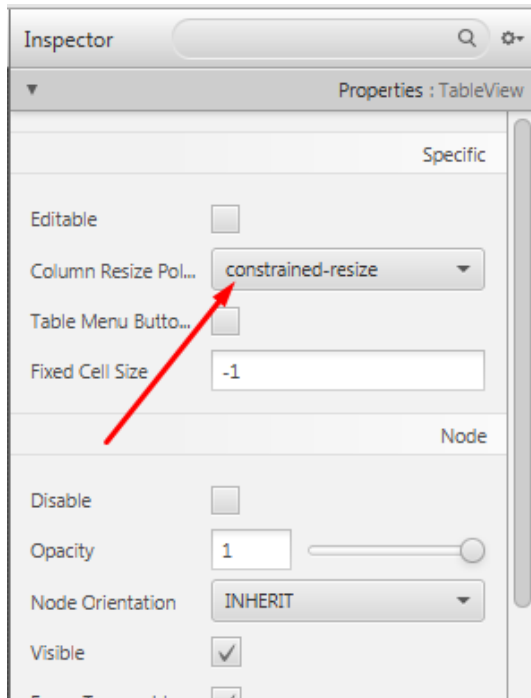 Inspector
Properties : TableView
Specific
Editable
Column Resize Pol... constrained-resize
Table Menu Butto...
Fixed Cell Size -1
Node
Disable
Opacity 1
Node Orientation INHERIT
Visible